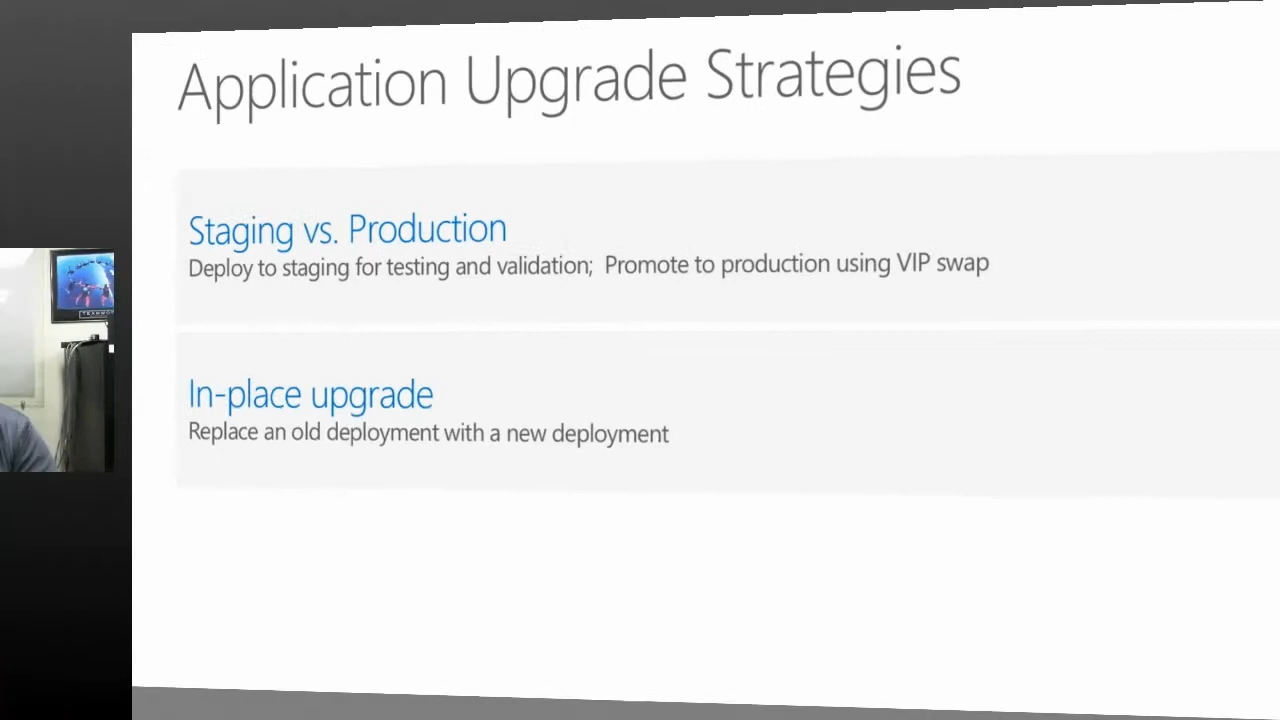 Application Upgrade Strategies
Staging vs. Production
Deploy to staging for testing and validation; Promote to production using VIP swap
In-place upgrade
Replace an old deployment with a new deployment